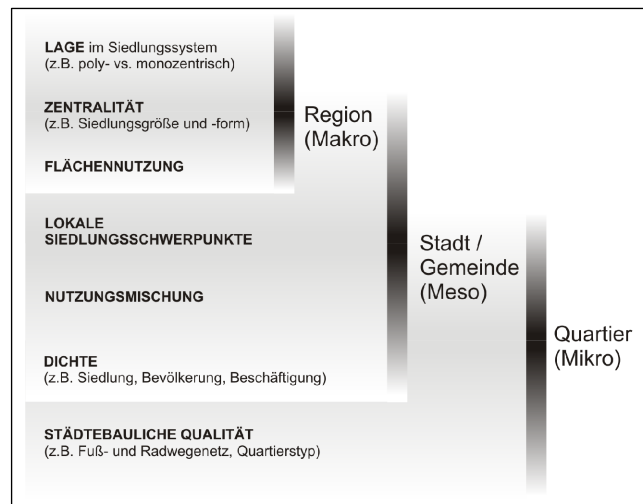 LAGE im Siedlungssystem
(z.B. poly- vs. monozentrisch)
ZENTRALITÄT
(z.B. Siedlungsgröße und -form)
FLÄCHENNUTZUNG
Region
(Makro)
LOKALE
SIEDLUNGSSCHWERPUNKTE
NUTZUNGSMISCHUNG
Stadt /
Gemeinde
(Meso)
DICHTE
(z.B. Siedlung, Bevölkerung, Beschäftigung)
Quartier
(Mikro)
STÄDTEBAULICHE QUALITÄT
(z.B. Fuß- und Radwegenetz, Quartierstyp)